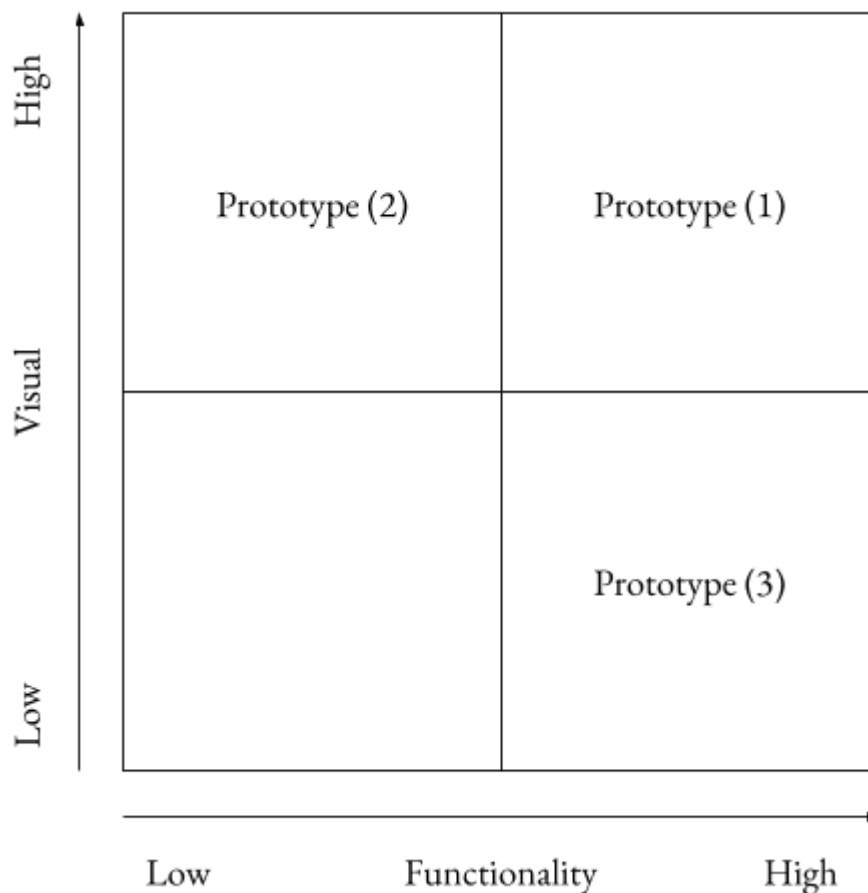 High
Prototype (2)
Prototype (1)
Visual
Prototype (3)
Low
Low
Functionality
High